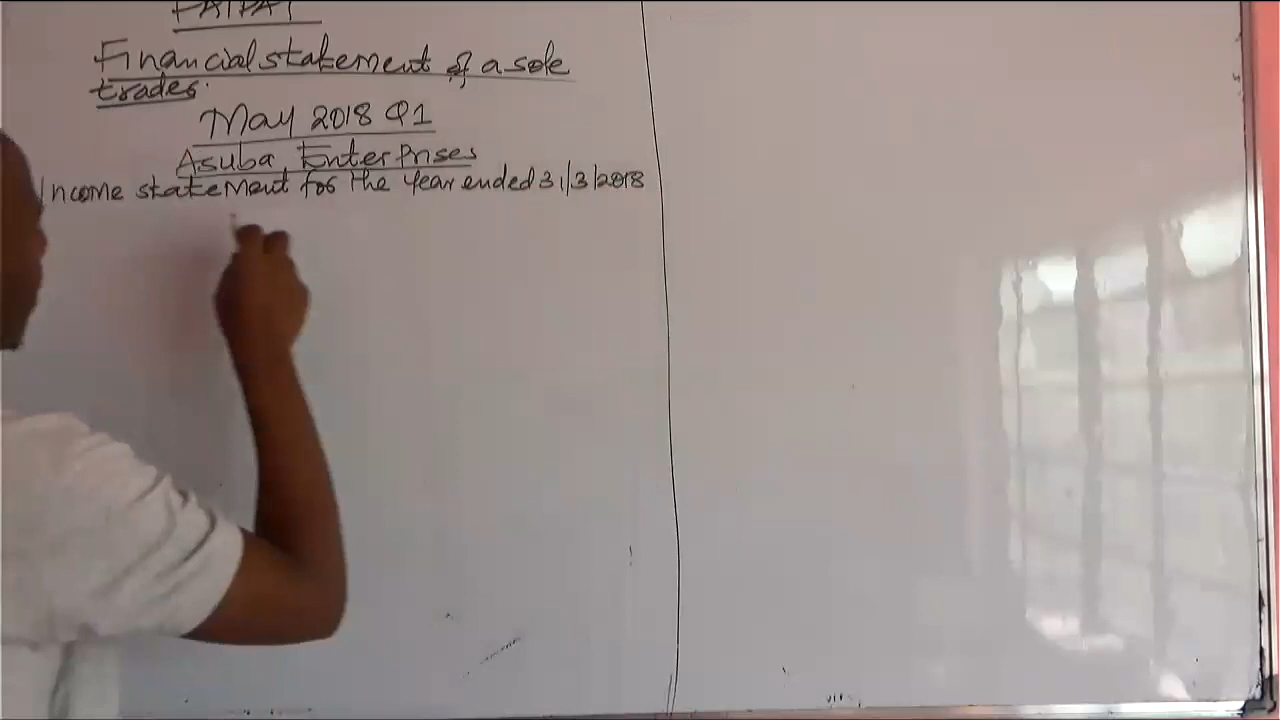 Financial statement of a sole
trader.
May 2018 Q1
Asuba Enterprises
Income statement for the Year ended 31/3/2018